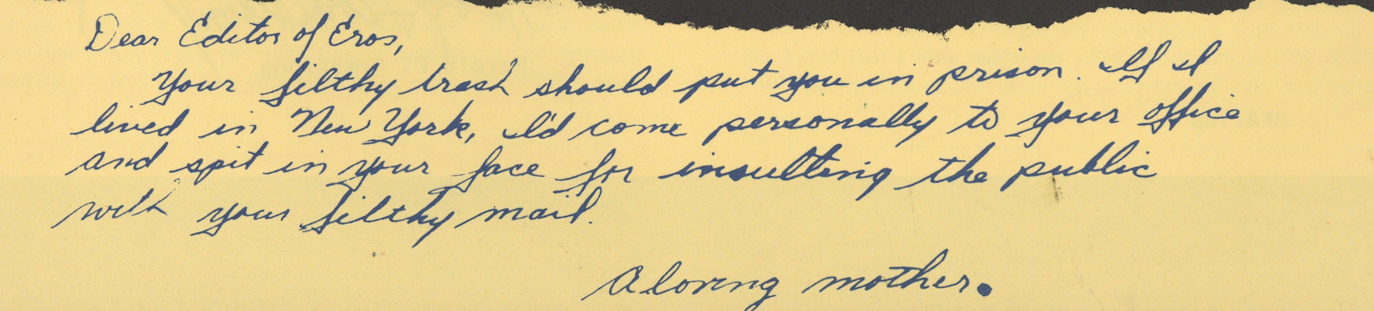 Dear Editor of Eros,
Your filthy trash should put you in prison. If I
lived in New York, I'd come personally to your office
and spit in your face for insulting the public
with your filthy mail.
A loving mother.